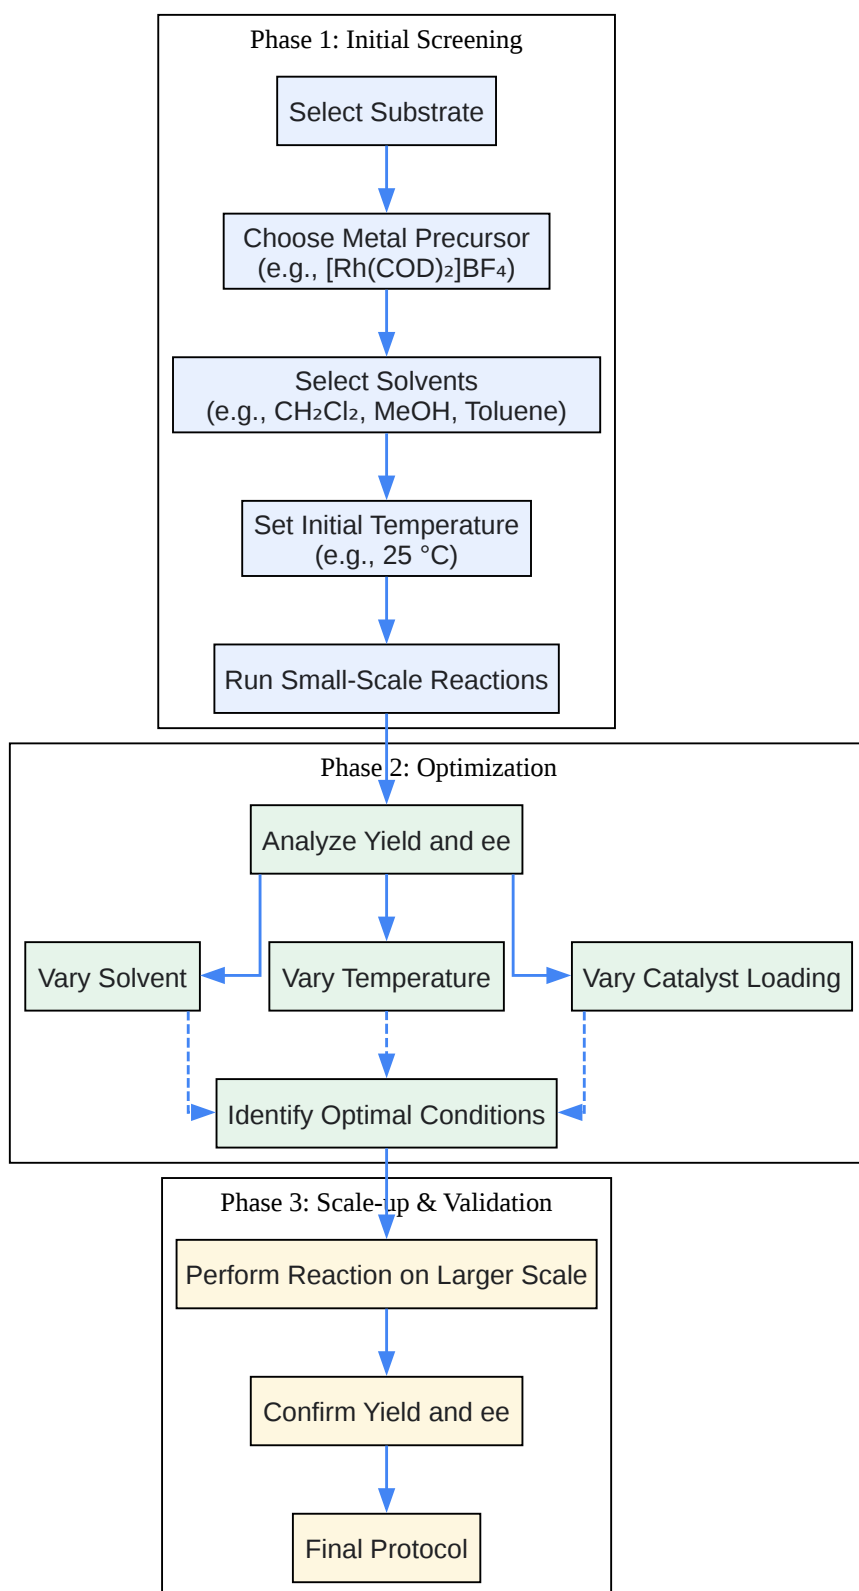 Phase 1: Initial Screening
Select Substrate
Choose Metal Precursor
(e.g., [Rh(COD)₂]BF₄)
Select Solvents
(e.g., CH₂Cl₂, MeOH, Toluene)
Set Initial Temperature
(e.g., 25 °C)
Run Small-Scale Reactions
Phase 2: Optimization
Analyze Yield and ee
Vary Solvent
Vary Temperature
Vary Catalyst Loading
Identify Optimal Conditions
Phase 3: Scale-up & Validation
Perform Reaction on Larger Scale
Confirm Yield and ee
Final Protocol